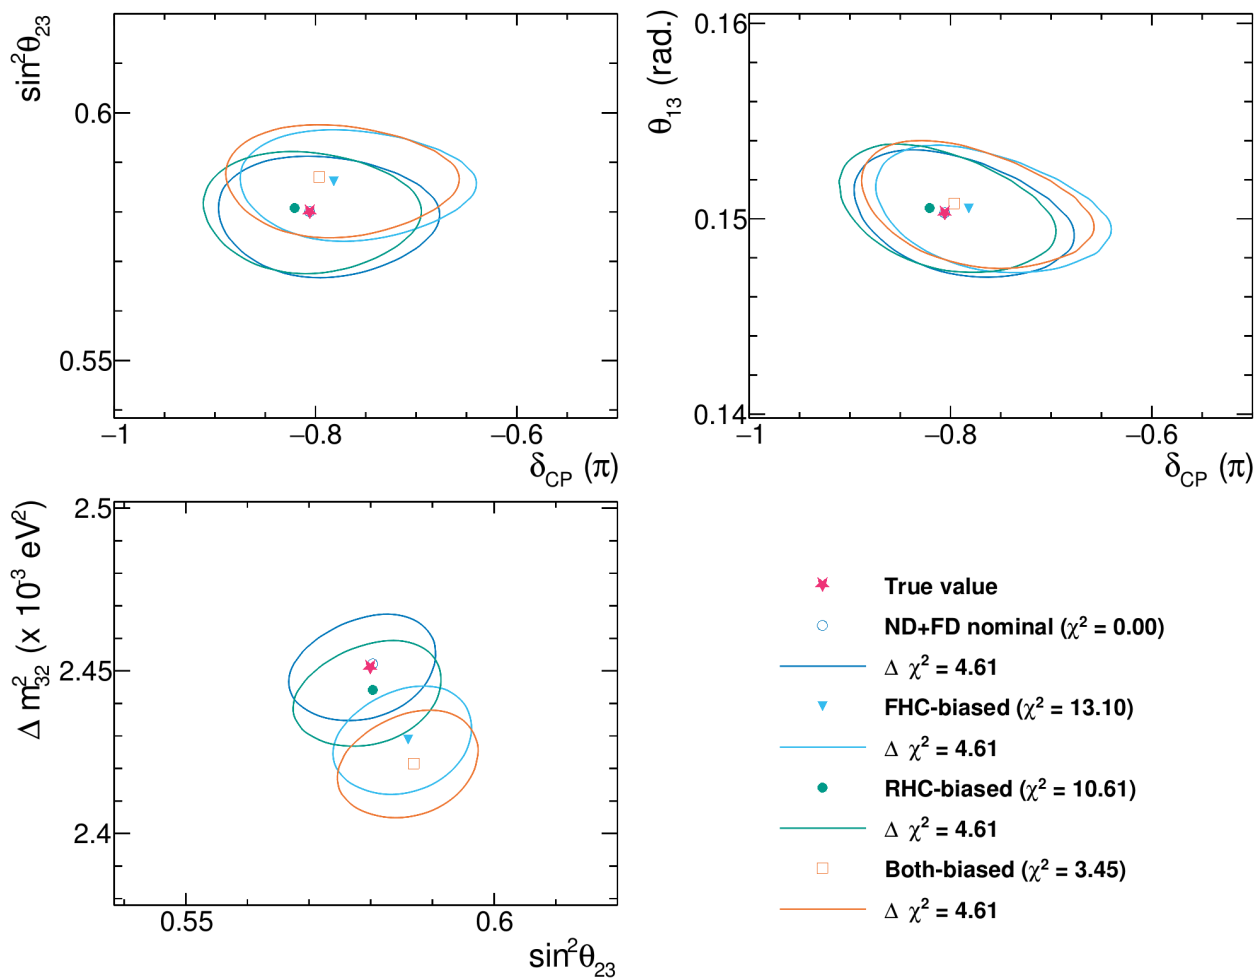 sin²θ₂₃
0.6
0.55
−1
−0.8
−0.6
δ_CP (π)
θ₁₃ (rad.)
0.16
0.15
0.14
−1
−0.8
−0.6
δ_CP (π)
Δ m²₃₂ (x 10⁻³ eV²)
2.5
2.45
2.4
0.55
0.6
sin²θ₂₃
True value
ND+FD nominal (χ² = 0.00)
Δ χ² = 4.61
FHC-biased (χ² = 13.10)
Δ χ² = 4.61
RHC-biased (χ² = 10.61)
Δ χ² = 4.61
Both-biased (χ² = 3.45)
Δ χ² = 4.61